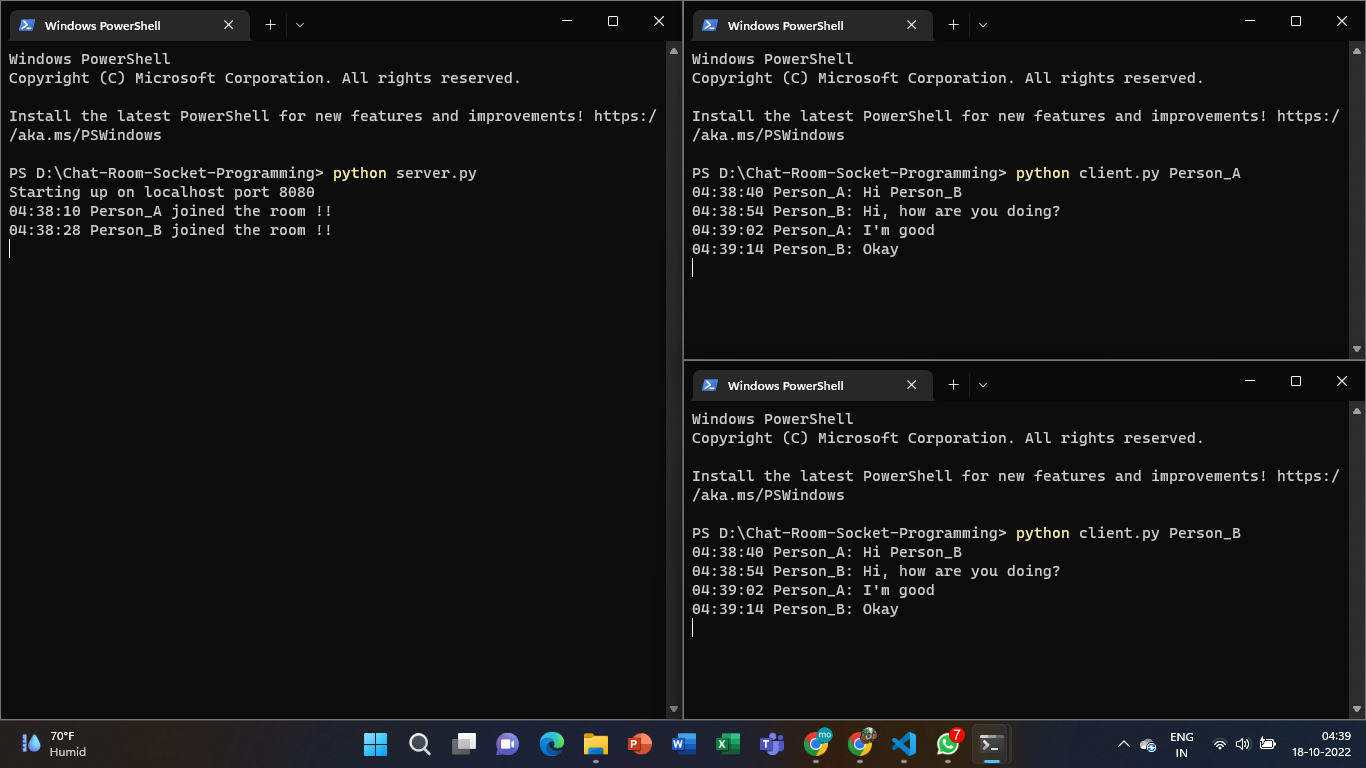 Windows PowerShell
Windows PowerShell
Copyright (C) Microsoft Corporation. All rights reserved.
Install the latest PowerShell for new features and improvements! https:/
/aka.ms/PSWindows
PS D:\Chat-Room-Socket-Programming> python server.py
Starting up on localhost port 8080
04:38:10 Person_A joined the room !!
04:38:28 Person_B joined the room !!
Windows PowerShell
Windows PowerShell
Copyright (C) Microsoft Corporation. All rights reserved.
Install the latest PowerShell for new features and improvements! https:/
/aka.ms/PSWindows
PS D:\Chat-Room-Socket-Programming> python client.py Person_A
04:38:40 Person_A: Hi Person_B
04:38:54 Person_B: Hi, how are you doing?
04:39:02 Person_A: I'm good
04:39:14 Person_B: Okay
Windows PowerShell
Windows PowerShell
Copyright (C) Microsoft Corporation. All rights reserved.
Install the latest PowerShell for new features and improvements! https:/
/aka.ms/PSWindows
PS D:\Chat-Room-Socket-Programming> python client.py Person_B
04:38:40 Person_A: Hi Person_B
04:38:54 Person_B: Hi, how are you doing?
04:39:02 Person_A: I'm good
04:39:14 Person_B: Okay
70°F
Humid
mo
7
ENG
IN
04:39
18-10-2022